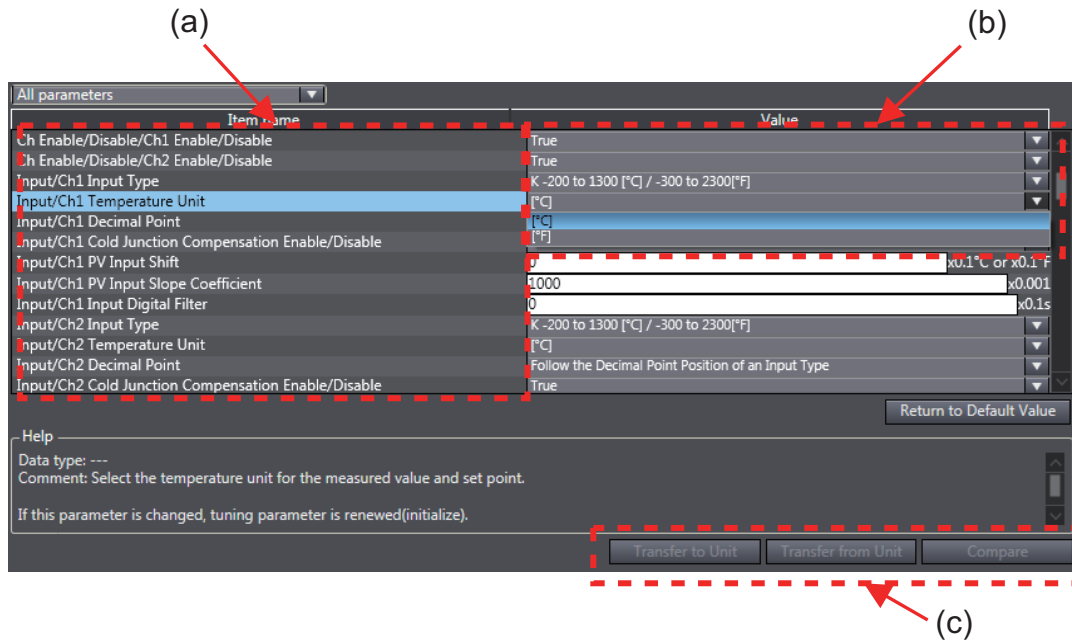 (a) (b)
All parameters
Item Name Value
Ch Enable/Disable/Ch1 Enable/Disable True
Ch Enable/Disable/Ch2 Enable/Disable True
Input/Ch1 Input Type K -200 to 1300 [°C] / -300 to 2300[°F]
Input/Ch1 Temperature Unit [°C]
Input/Ch1 Decimal Point [°C]
Input/Ch1 Cold Junction Compensation Enable/Disable [°F]
Input/Ch1 PV Input Shift 0 x0.1°C or x0.1°F
Input/Ch1 PV Input Slope Coefficient 1000 x0.001
Input/Ch1 Input Digital Filter 0 x0.1s
Input/Ch2 Input Type K -200 to 1300 [°C] / -300 to 2300[°F]
Input/Ch2 Temperature Unit [°C]
Input/Ch2 Decimal Point Follow the Decimal Point Position of an Input Type
Input/Ch2 Cold Junction Compensation Enable/Disable True
Return to Default Value
Help
Data type: ---
Comment: Select the temperature unit for the measured value and set point.
If this parameter is changed, tuning parameter is renewed(initialize).
Transfer to Unit Transfer from Unit Compare
(c)